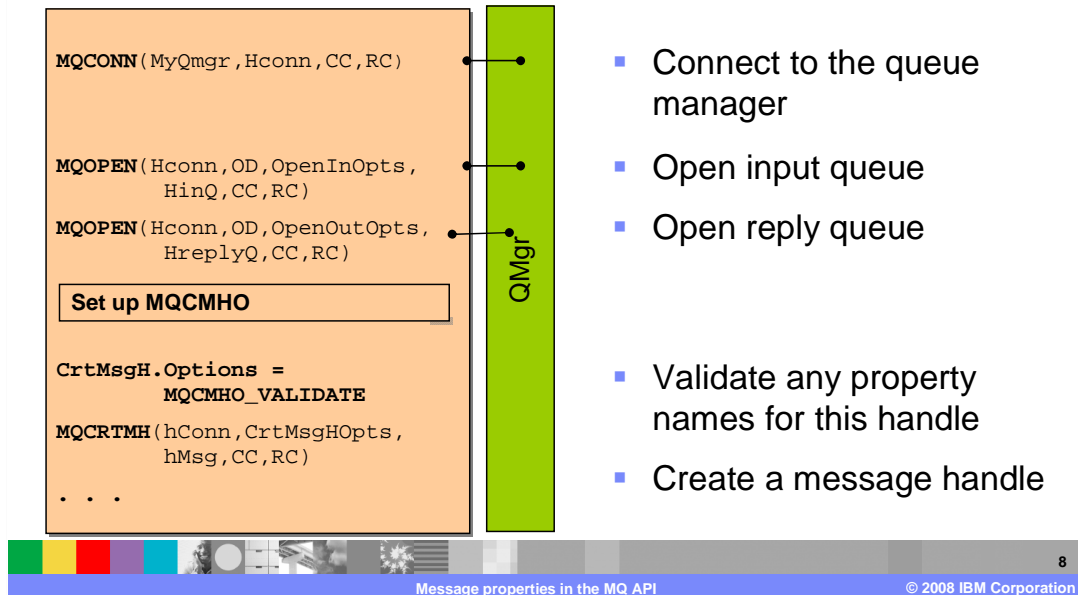 MQCONN(MyQmgr,Hconn,CC,RC)
MQOPEN(Hconn,OD,OpenInOpts,
HinQ,CC,RC)
MQOPEN(Hconn,OD,OpenOutOpts,
HreplyQ,CC,RC)
Set up MQCMHO
CrtMsgH.Options =
MQCMHO_VALIDATE
MQCRTMH(hConn,CrtMsgHOpts,
hMsg,CC,RC)
. . .
QMgr
Connect to the queue
manager
Open input queue
Open reply queue
Validate any property
names for this handle
Create a message handle
8
Message properties in the MQ API
© 2008 IBM Corporation